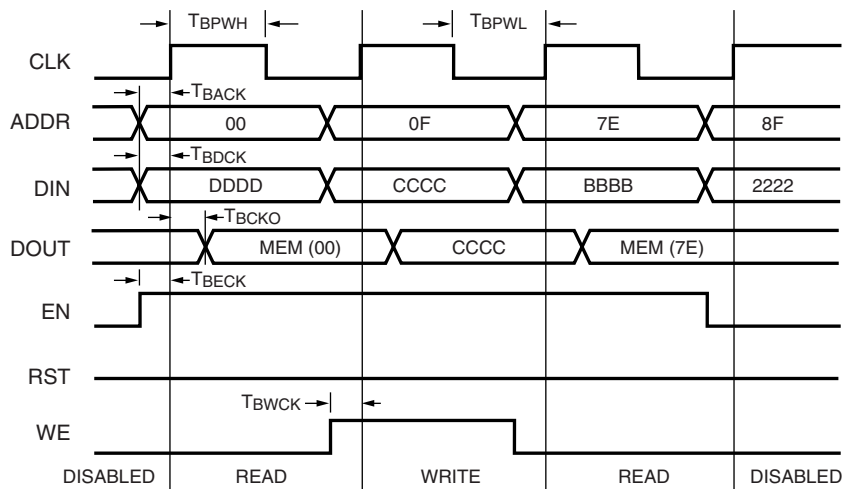 TBPWH
TBPWL
CLK
TBACK
ADDR 00 0F 7E 8F
TBDCK
DIN DDDD CCCC BBBB 2222
TBCKO
DOUT MEM (00) CCCC MEM (7E)
TBECK
EN
RST
TBWCK
WE
DISABLED READ WRITE READ DISABLED